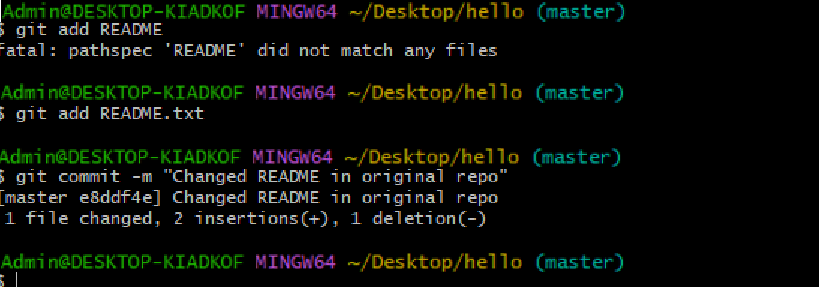 Admin@DESKTOP-KIADKOF MINGW64 ~/Desktop/hello (master)
$ git add README
fatal: pathspec 'README' did not match any files
Admin@DESKTOP-KIADKOF MINGW64 ~/Desktop/hello (master)
$ git add README.txt
Admin@DESKTOP-KIADKOF MINGW64 ~/Desktop/hello (master)
$ git commit -m "Changed README in original repo"
[master e8ddf4e] Changed README in original repo
1 file changed, 2 insertions(+), 1 deletion(-)
Admin@DESKTOP-KIADKOF MINGW64 ~/Desktop/hello (master)
$